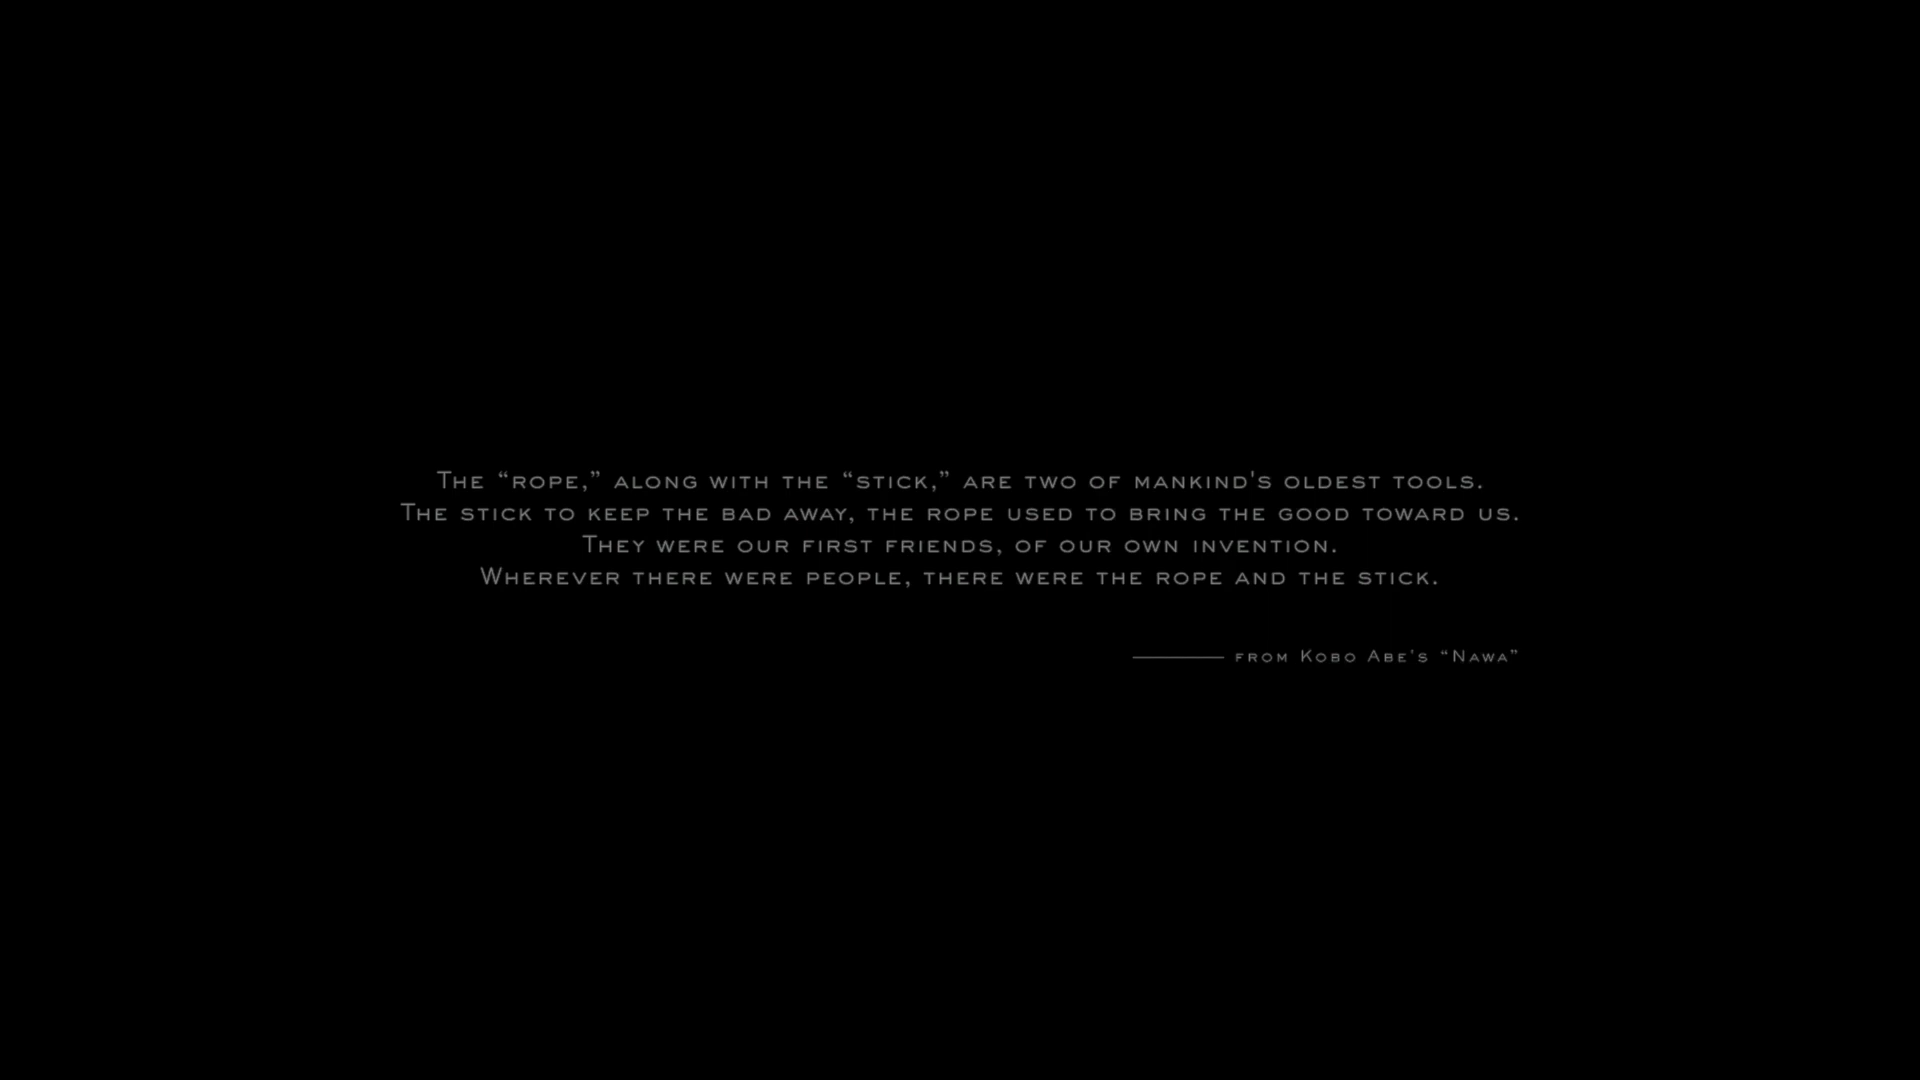 The “rope,” along with the “stick,” are two of mankind's oldest tools.
The stick to keep the bad away, the rope used to bring the good toward us.
They were our first friends, of our own invention.
Wherever there were people, there were the rope and the stick.
——— from Kobo Abe's “Nawa”